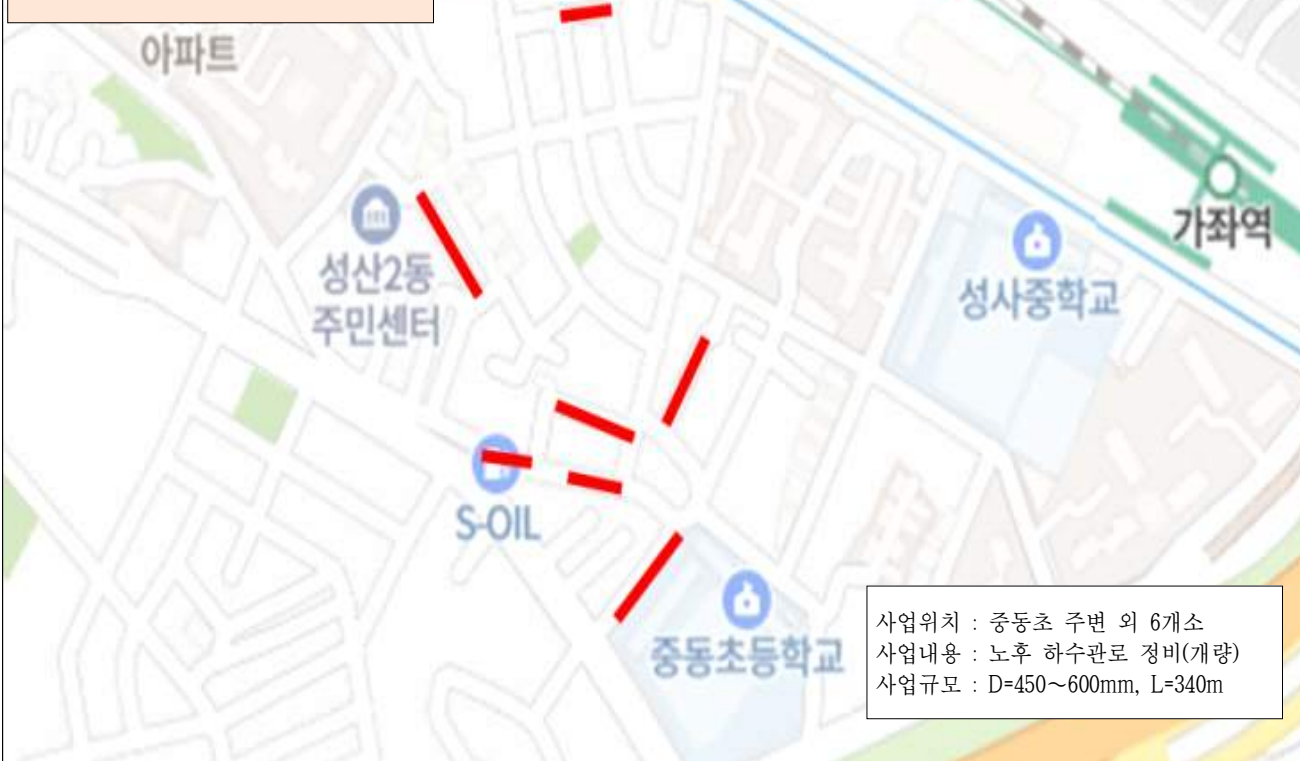 아파트
가좌역
성산2동
주민센터
성사중학교
S-OIL
중동초등학교
사업위치 : 중동초 주변 외 6개소
사업내용 : 노후 하수관로 정비(개량)
사업규모 : D=450～600mm, L=340m